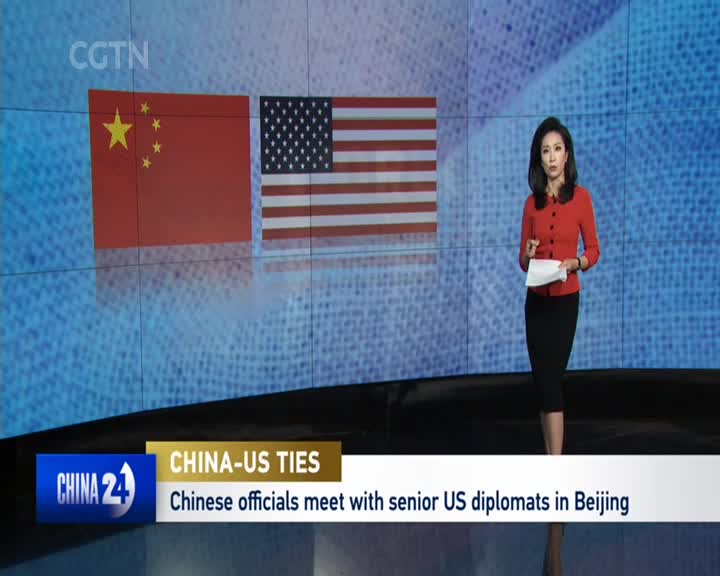 CGTN
CHINA-US TIES
CHINA 24
Chinese officials meet with senior US diplomats in Beijing